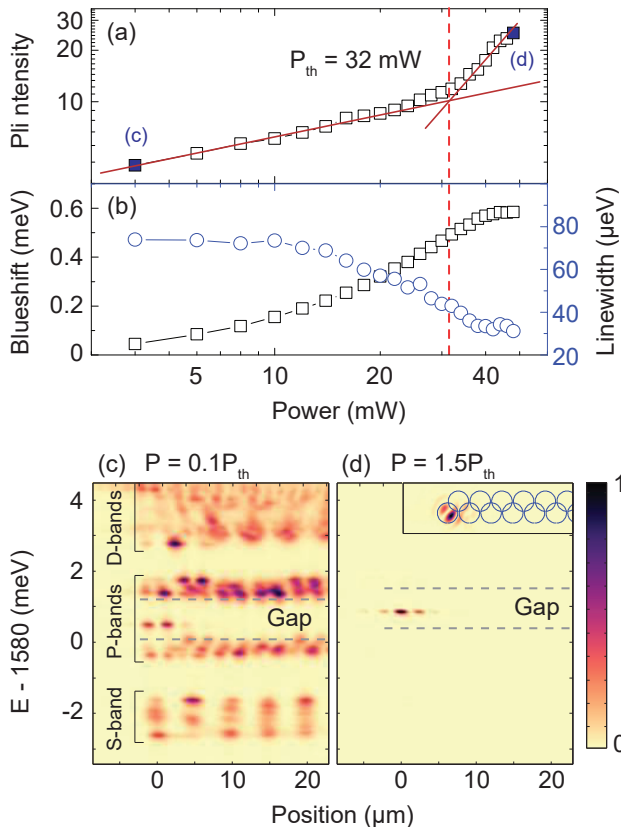 (a)
30
20
10
Pli ntensity
P_th = 32 mW
(c)
(d)
(b)
Blueshift (meV)
0.6
0.4
0.2
0
Linewidth (µeV)
80
60
40
20
5 10 20 40
Power (mW)
(c) P = 0.1P_th
(d) P = 1.5P_th
E - 1580 (meV)
4
2
0
-2
D-bands
P-bands
S-band
Gap
Gap
1
0
0 10 20
0 10 20
Position (µm)